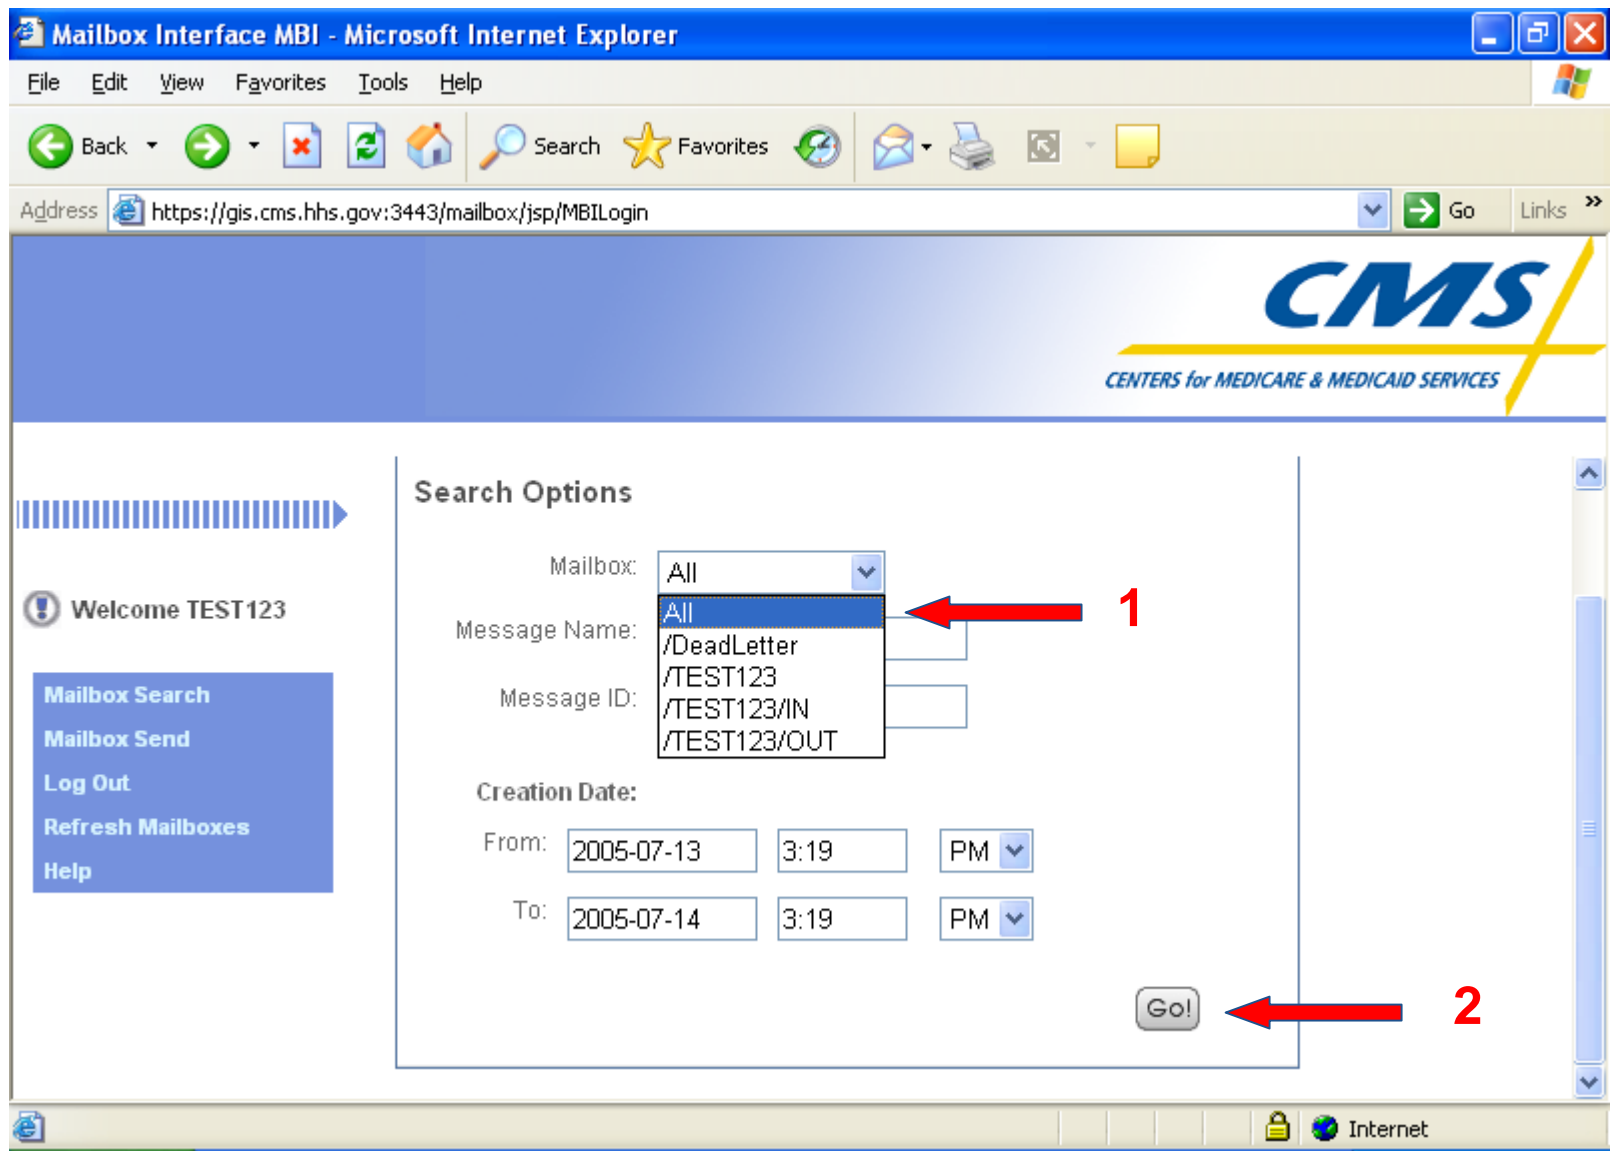 Mailbox Interface MBI - Microsoft Internet Explorer
File Edit View Favorites Tools Help
Back Search Favorites
Address https://gis.cms.hhs.gov:3443/mailbox/jsp/MBILogin Go Links »
CMS
CENTERS for MEDICARE & MEDICAID SERVICES
Welcome TEST123
Mailbox Search
Mailbox Send
Log Out
Refresh Mailboxes
Help
Search Options
Mailbox: All
All 1
/DeadLetter
/TEST123
/TEST123/IN
/TEST123/OUT
Message Name:
Message ID:
Creation Date:
From: 2005-07-13 3:19 PM
To: 2005-07-14 3:19 PM
Go! 2
Internet